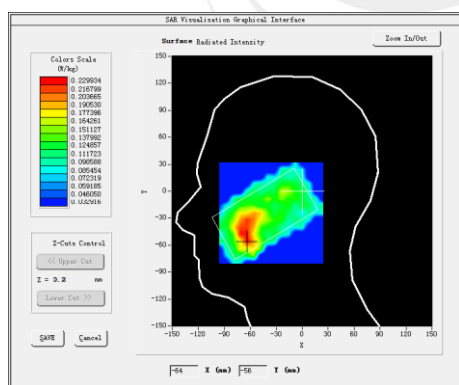 SAR Visualisation Graphical Interface
Surface Radiated Intensity
Zoom In/Out
Colors Scale
(W/kg)
0.229934
0.216799
0.203665
0.190530
0.177396
0.164261
0.151127
0.137992
0.124857
0.111723
0.098588
0.085454
0.072319
0.059185
0.046050
0.032916
Z-Cuts Control
<< Upper Cut
Z = 3.2 mm
Lower Cut >>
SAVE Cancel
150
120
90
60
30
Y 0
-30
-60
-90
-120
-150
-150 -120 -90 -60 -30 0 30 60 90 120 150
X
-64 X (mm) -56 Y (mm)